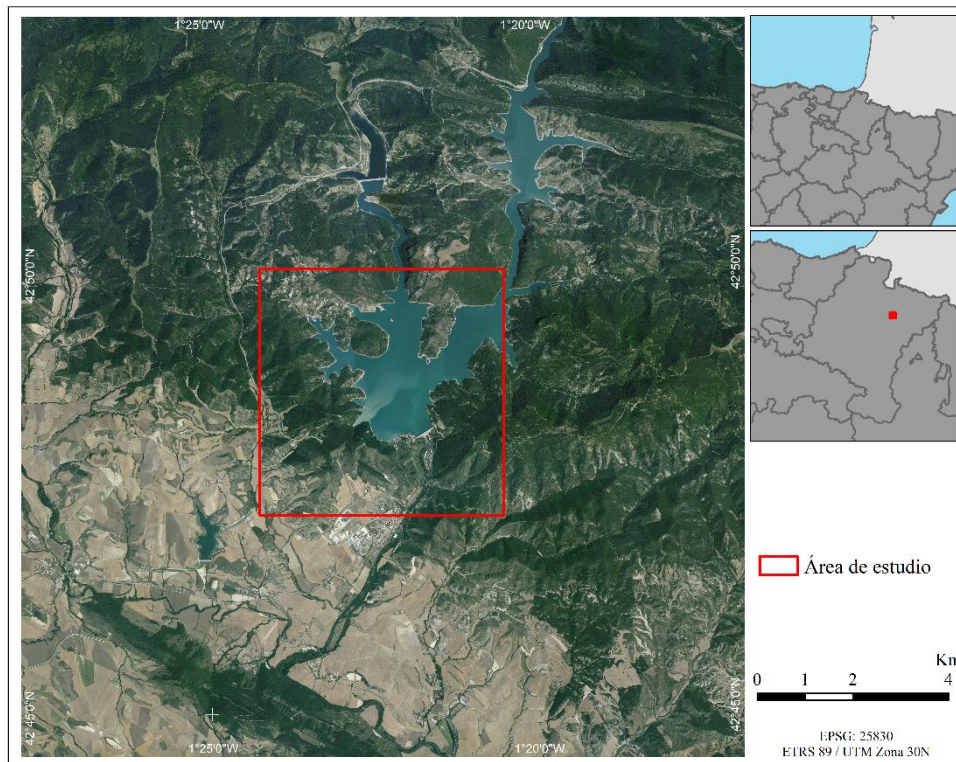 1°25'0"W
1°20'0"W
42°50'0"N
42°50'0"N
42°45'0"N
42°45'0"N
1°25'0"W
1°20'0"W
Área de estudio
Km
0 1 2 4
EPSG: 25830
ETRS 89 / UTM Zona 30N